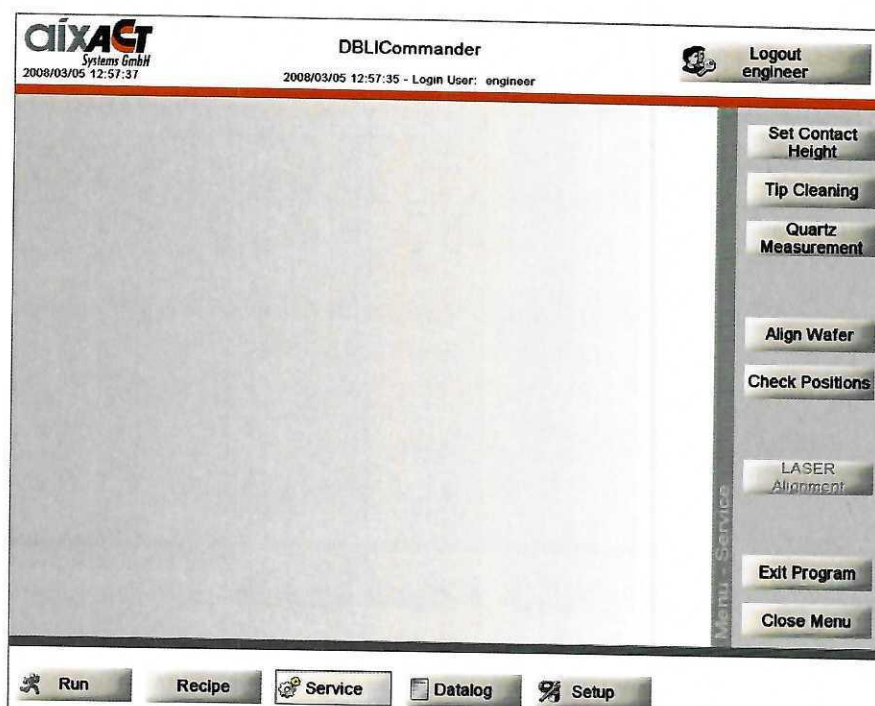 aixACT
Systems GmbH
2008/03/05 12:57:37
DBLICommander
2008/03/05 12:57:35 - Login User: engineer
Logout
engineer
Set Contact
Height
Tip Cleaning
Quartz
Measurement
Align Wafer
Check Positions
LASER
Alignment
Menu - Service
Exit Program
Close Menu
Run
Recipe
Service
Datalog
Setup